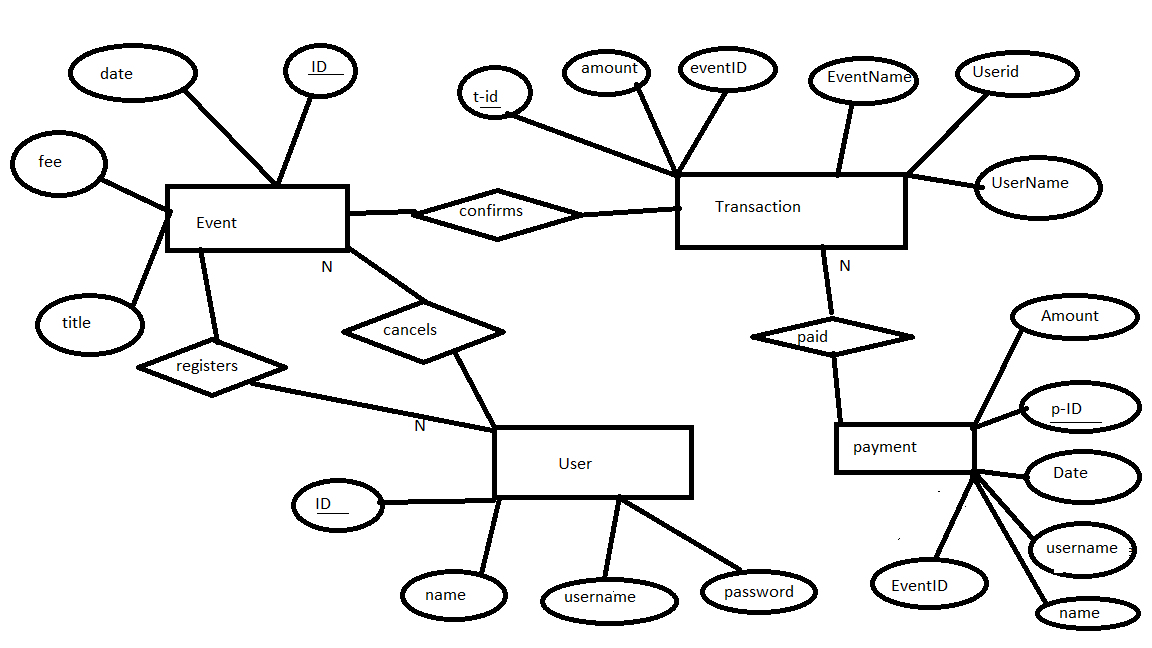 date
ID
fee
title
Event
N
registers
cancels
confirms
t-id
amount
eventID
EventName
Userid
UserName
Transaction
N
paid
payment
Amount
p-ID
Date
username
name
EventID
N
User
ID
name
username
password